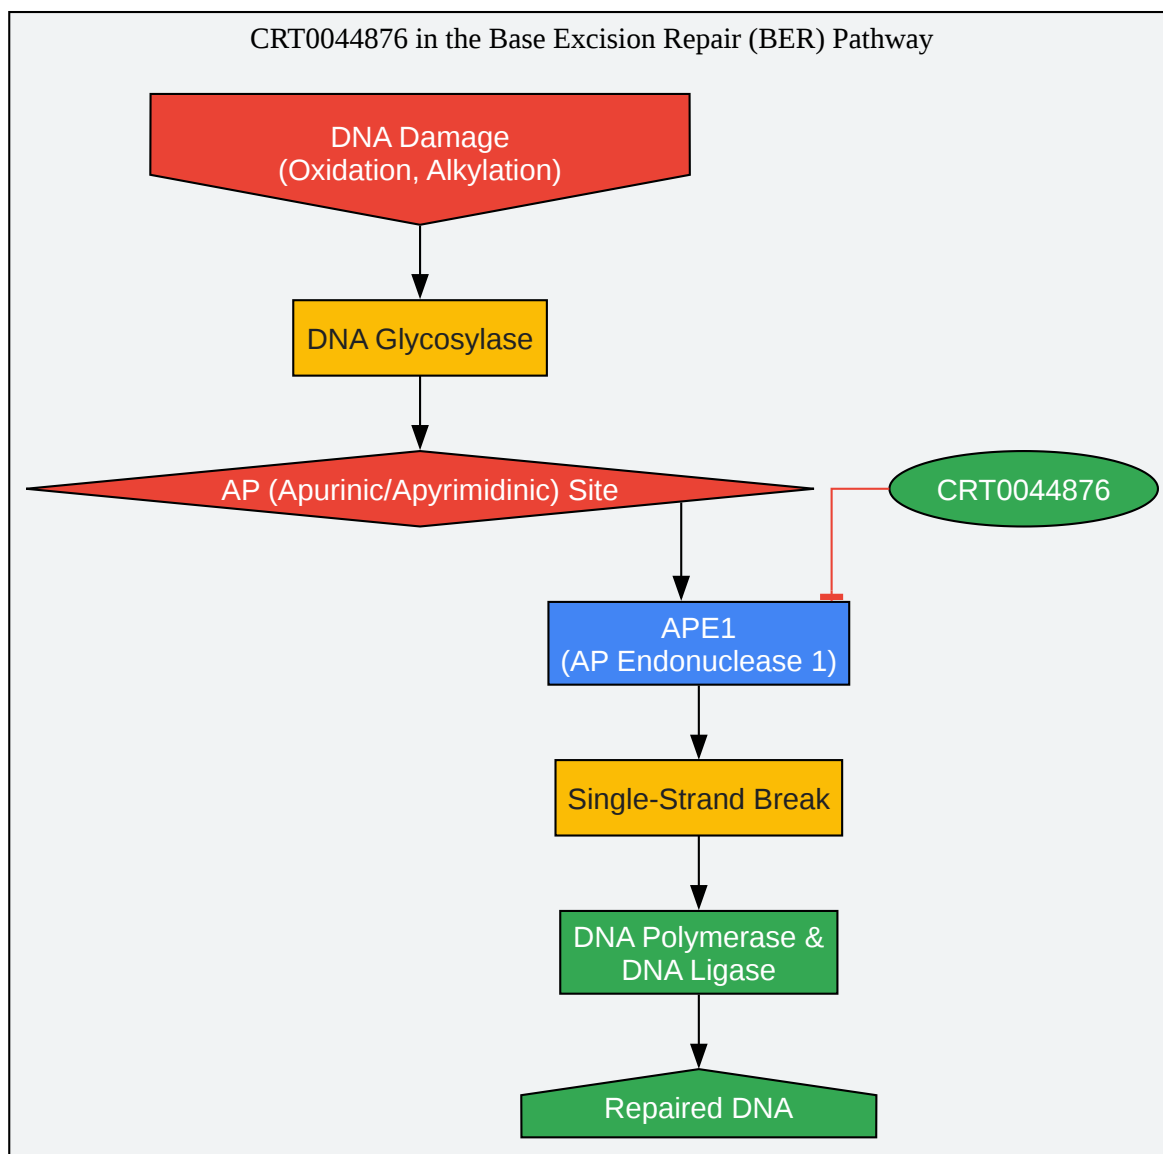 CRT0044876 in the Base Excision Repair (BER) Pathway
DNA Damage
(Oxidation, Alkylation)
DNA Glycosylase
AP (Apurinic/Apyrimidinic) Site
CRT0044876
APE1
(AP Endonuclease 1)
Single-Strand Break
DNA Polymerase &
DNA Ligase
Repaired DNA